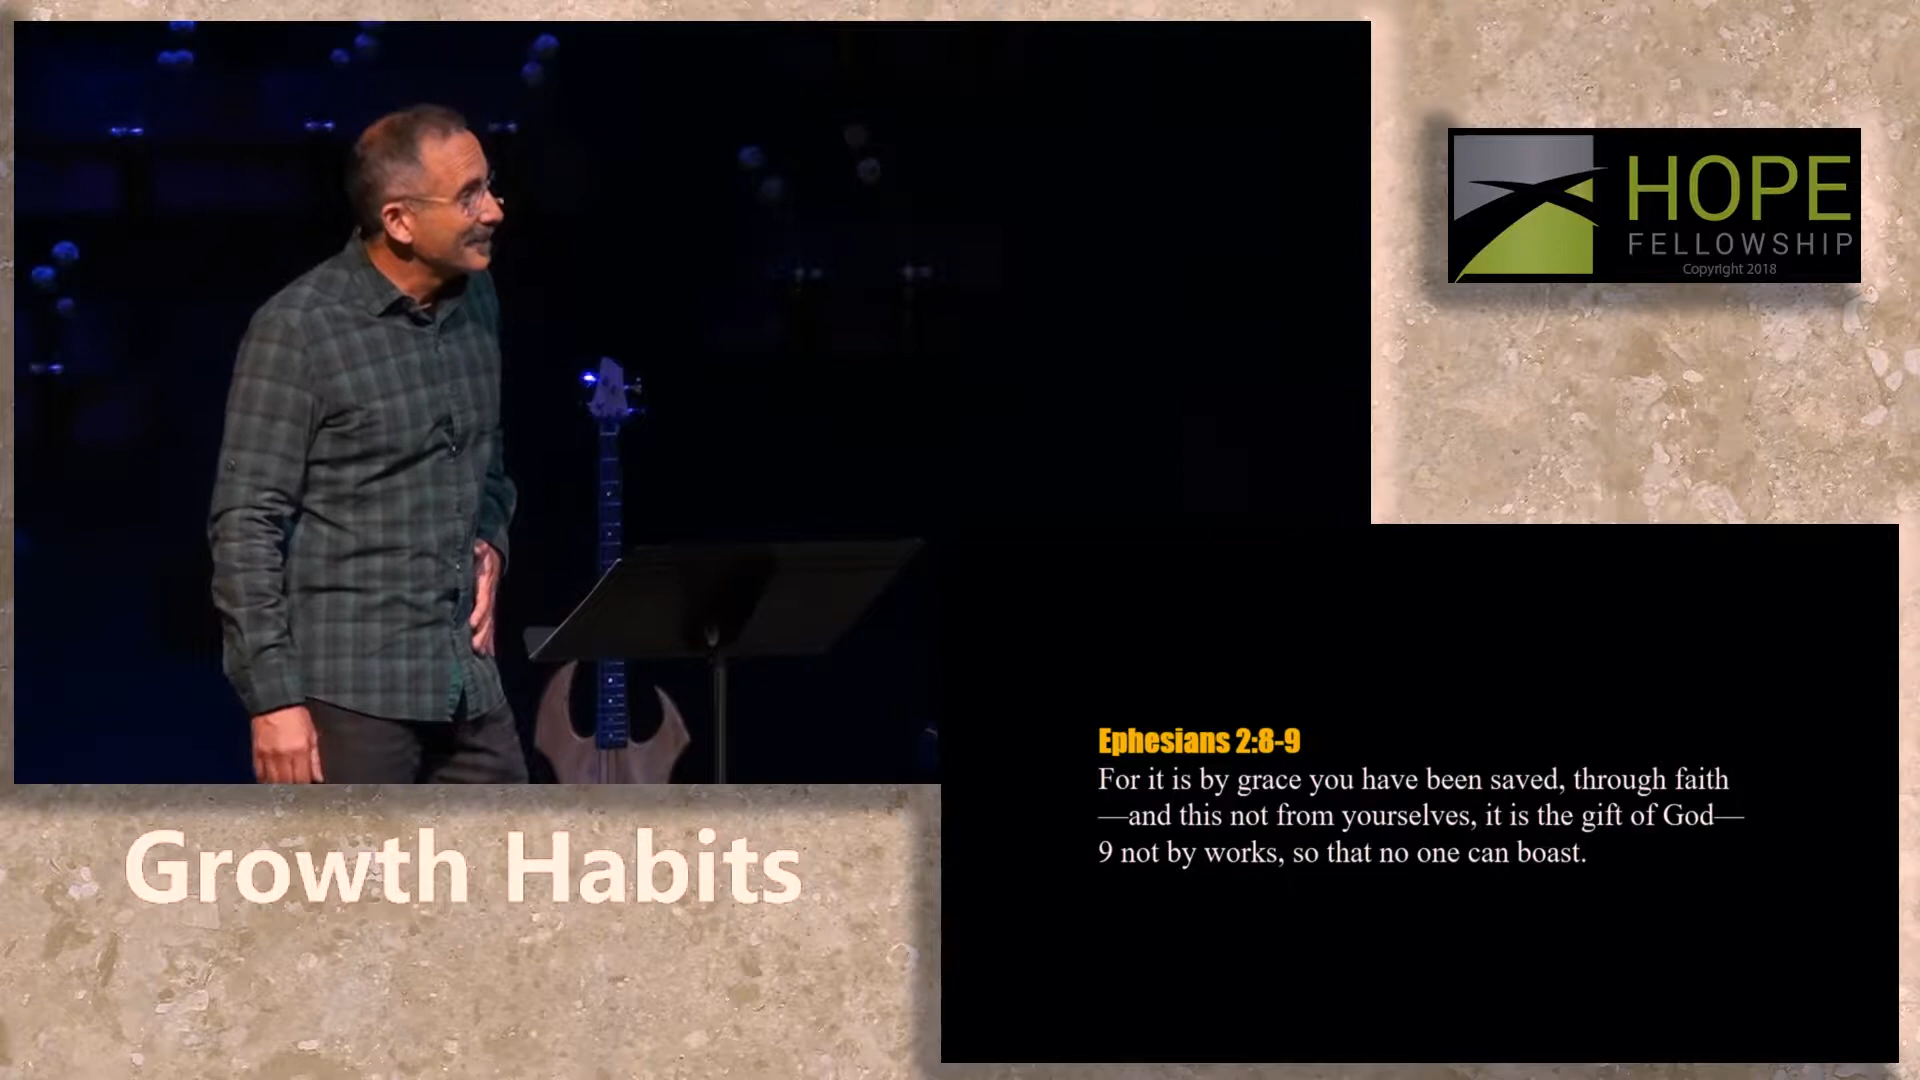 HOPE
FELLOWSHIP
Copyright 2018
Ephesians 2:8-9
For it is by grace you have been saved, through faith
—and this not from yourselves, it is the gift of God—
9 not by works, so that no one can boast.
Growth Habits